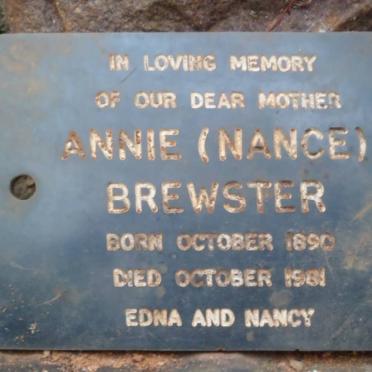 IN LOVING MEMORY
OF OUR DEAR MOTHER
ANNIE (NANCE)
BREWSTER
BORN OCTOBER 1890
DIED OCTOBER 1981
EDNA AND NANCY